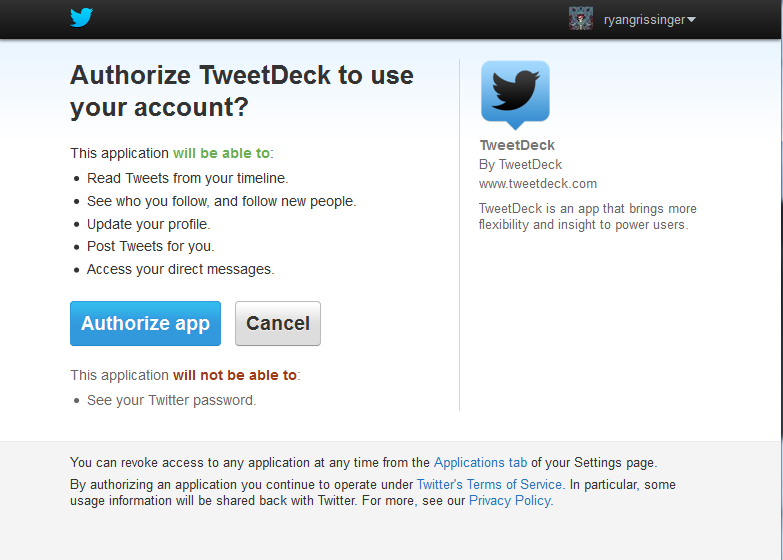 ryangrissinger
Authorize TweetDeck to use
your account?
This application will be able to:
Read Tweets from your timeline.
See who you follow, and follow new people.
Update your profile.
Post Tweets for you.
Access your direct messages.
Authorize app
Cancel
This application will not be able to:
See your Twitter password.
TweetDeck
By TweetDeck
www.tweetdeck.com
TweetDeck is an app that brings more
flexibility and insight to power users.
You can revoke access to any application at any time from the Applications tab of your Settings page.
By authorizing an application you continue to operate under Twitter's Terms of Service. In particular, some
usage information will be shared back with Twitter. For more, see our Privacy Policy.